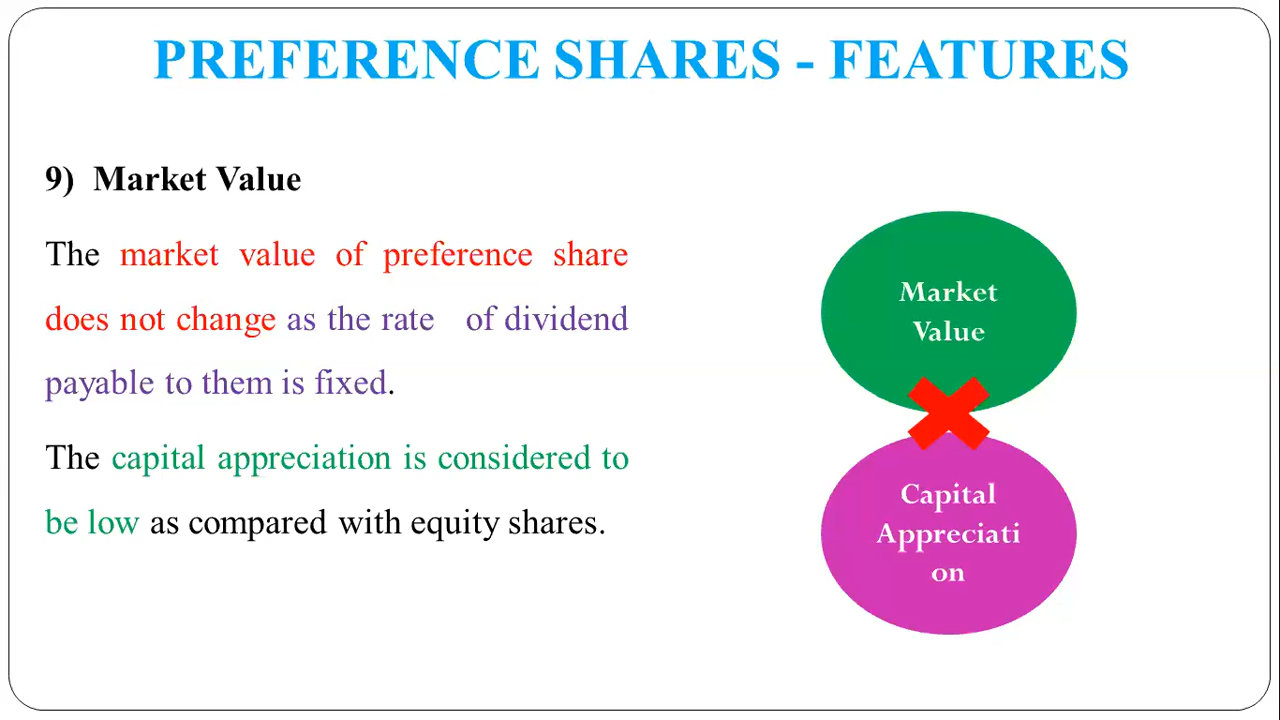 PREFERENCE SHARES - FEATURES
9) Market Value
The market value of preference share
does not change as the rate of dividend
payable to them is fixed.
The capital appreciation is considered to
be low as compared with equity shares.
Market
Value
Capital
Appreciati
on